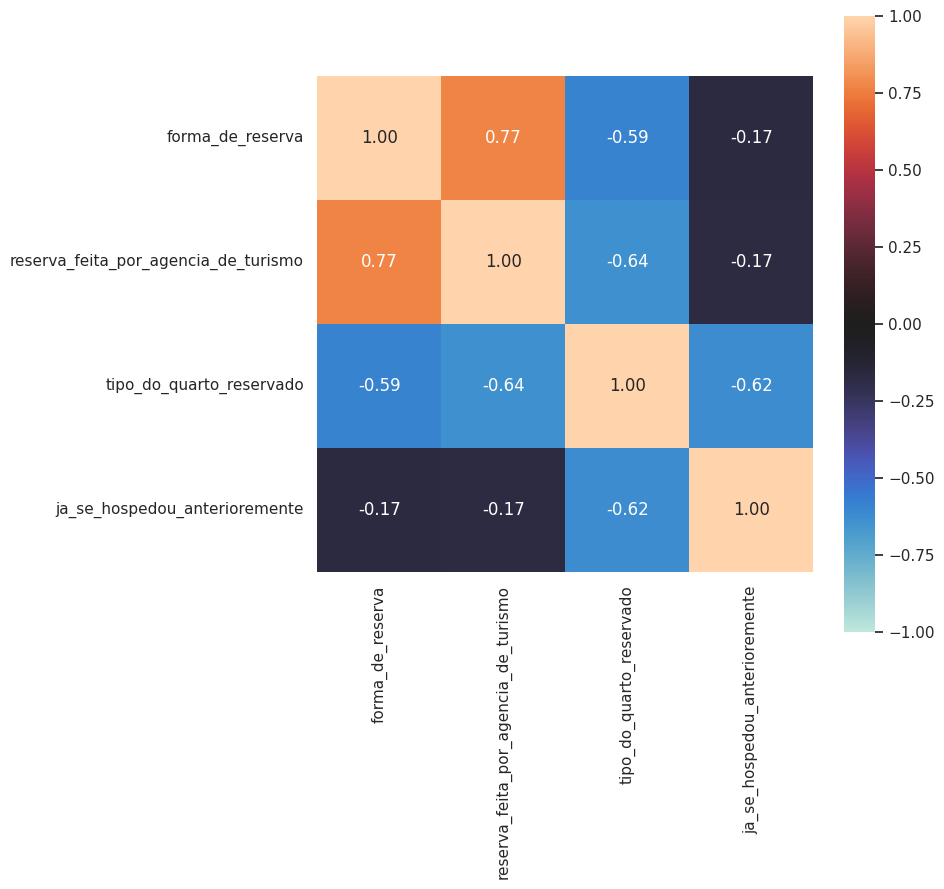 1.00
0.75
0.50
0.25
0.00
−0.25
−0.50
−0.75
−1.00
forma_de_reserva 1.00 0.77 -0.59 -0.17
reserva_feita_por_agencia_de_turismo 0.77 1.00 -0.64 -0.17
tipo_do_quarto_reservado -0.59 -0.64 1.00 -0.62
ja_se_hospedou_anterioremente -0.17 -0.17 -0.62 1.00
forma_de_reserva
reserva_feita_por_agencia_de_turismo
tipo_do_quarto_reservado
ja_se_hospedou_anterioremente